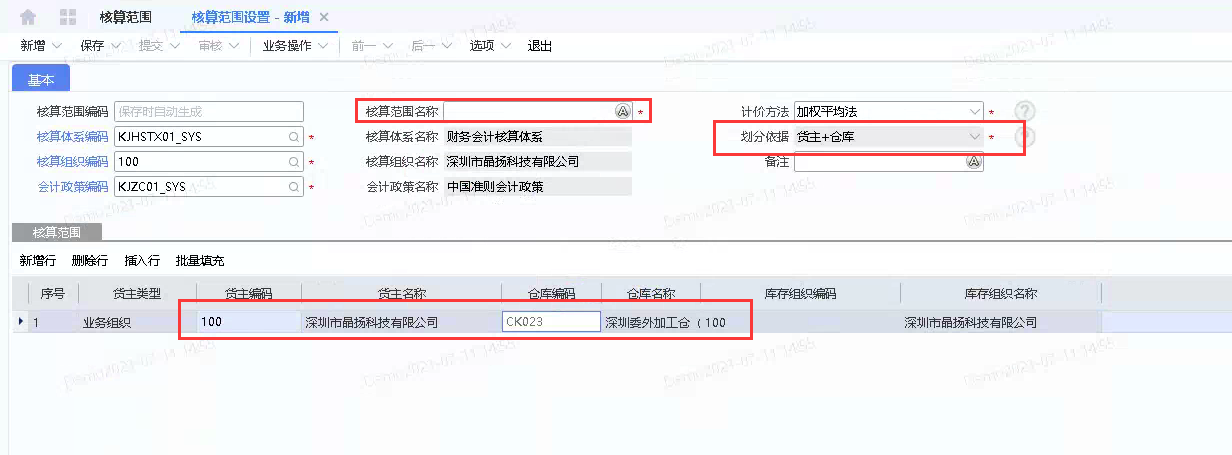 核算范围 核算范围设置 - 新增 ×
新增 保存 提交 审核 业务操作 前一 后一 选项 退出
基本
核算范围编码 保存时自动生成 核算范围名称 A * 计价方法 加权平均法 * ?
核算体系编码 KJHSTX01_SYS * 核算体系名称 财务会计核算体系 划分依据 货主+仓库 * ?
核算组织编码 100 * 核算组织名称 深圳市晶扬科技有限公司 备注 A
会计政策编码 KJZC01_SYS * 会计政策名称 中国准则会计政策
核算范围
新增行 删除行 插入行 批量填充
序号 货主类型 货主编码 货主名称 仓库编码 仓库名称 库存组织编码 库存组织名称
1 业务组织 100 深圳市晶扬科技有限公司 CK023 深圳委外加工仓（ 100 深圳市晶扬科技有限公司